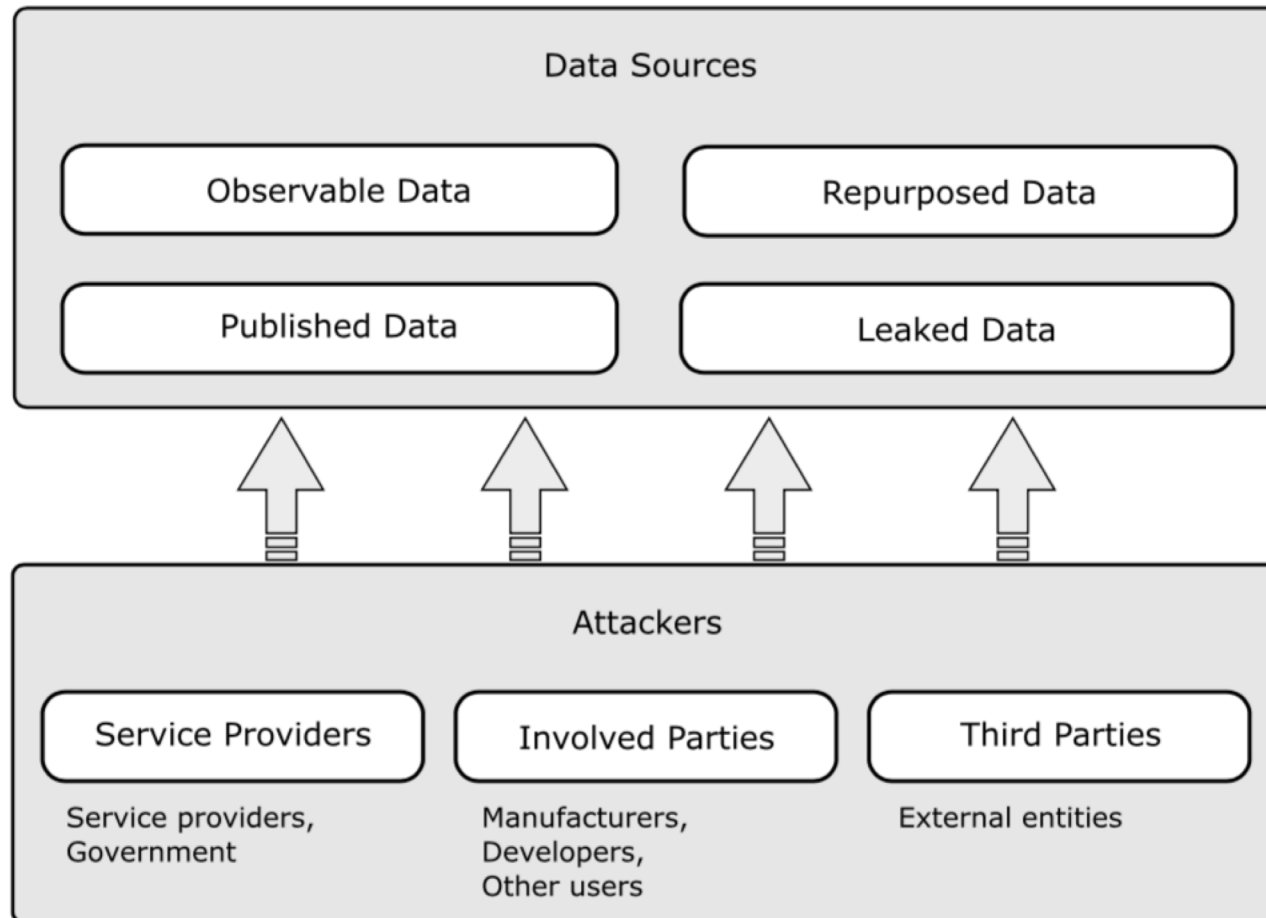 Data Sources
Observable Data
Repurposed Data
Published Data
Leaked Data
Attackers
Service Providers
Involved Parties
Third Parties
Service providers,
Government
Manufacturers,
Developers,
Other users
External entities